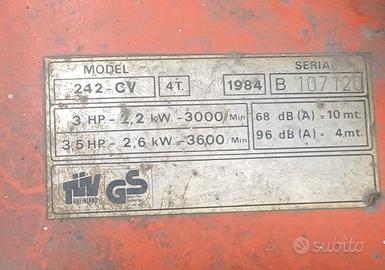 MODEL SERIAL
242-CV 4T. 1984 B 107120
3 HP - 2,2 kW. - 3000/Min 68 dB (A) = 10 mt.
3,5 HP - 2,6 kW. - 3600/Min 96 dB (A) = 4 mt.
TÜV GS
RHEINLAND
subito